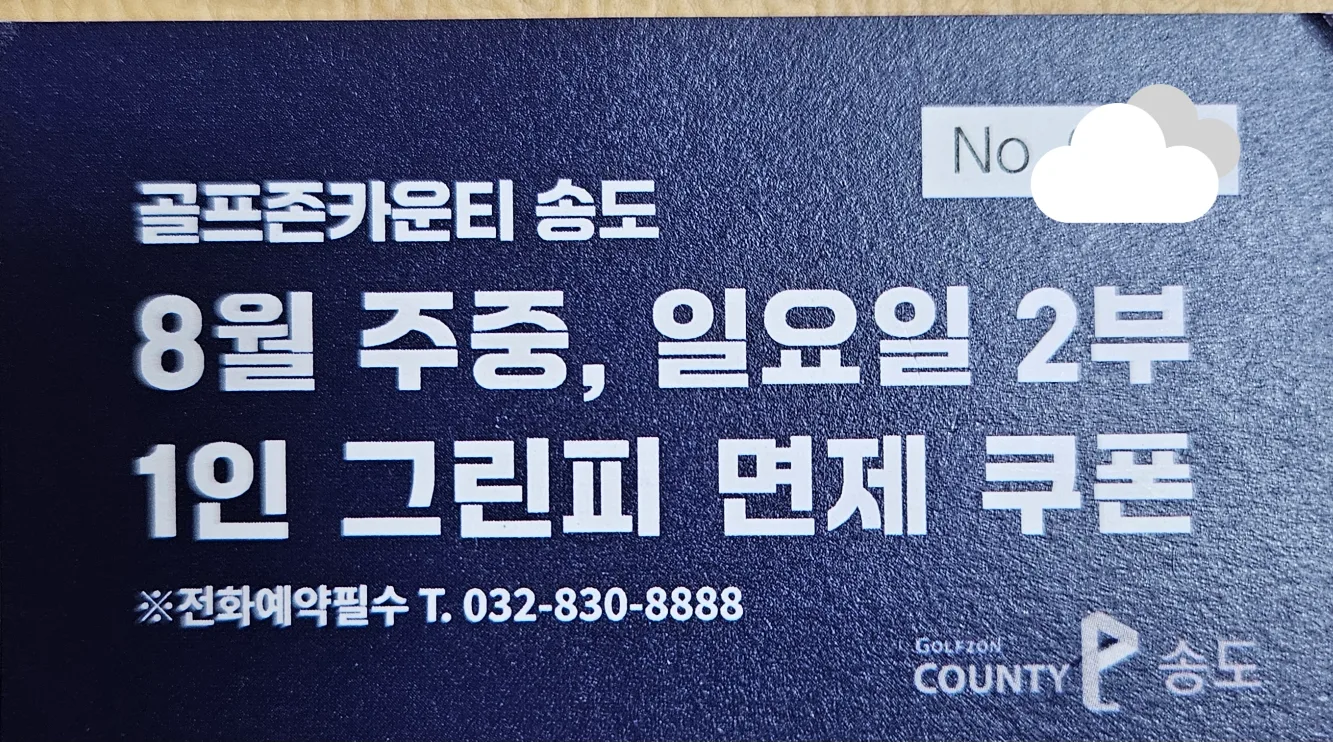 No
골프존카운티 송도
8월 주중, 일요일 2부
1인 그린피 면제 쿠폰
※전화예약필수 T. 032-830-8888
GOLFZON
COUNTY 송도